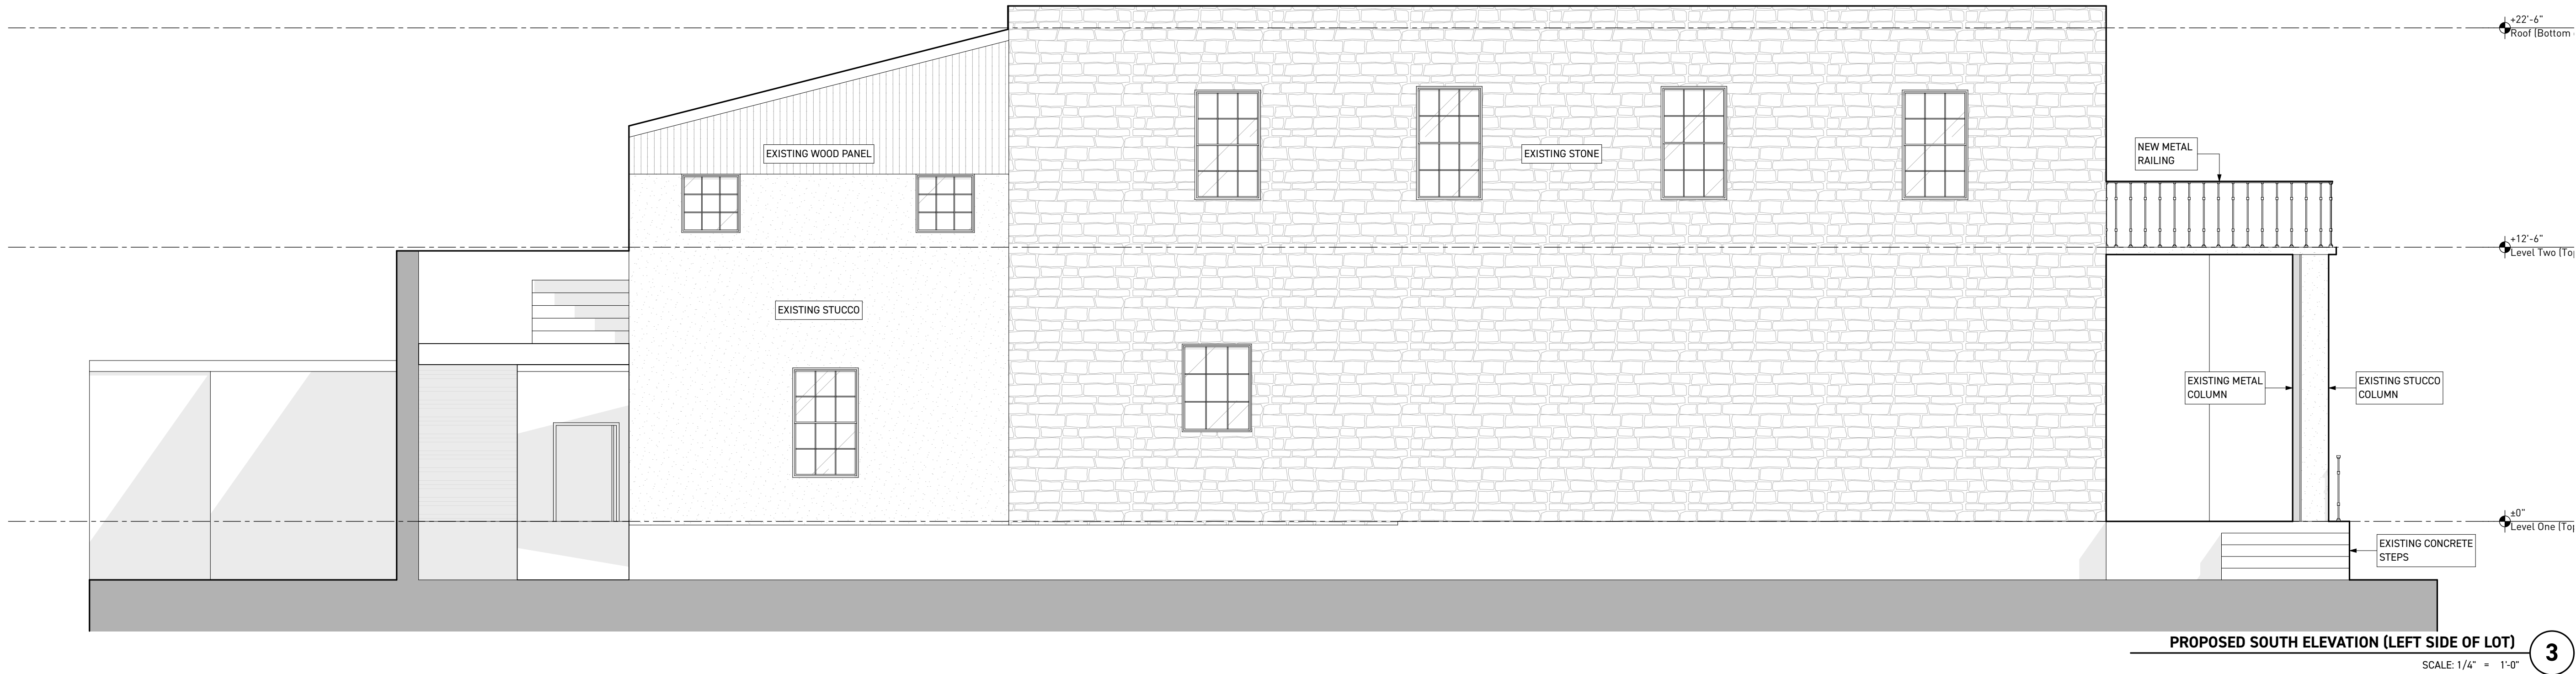 +22'-6"
Roof (Bottom
EXISTING WOOD PANEL
EXISTING STONE
NEW METAL
RAILING
+12'-6"
Level Two (Top
EXISTING STUCCO
EXISTING METAL
COLUMN
EXISTING STUCCO
COLUMN
±0"
Level One (Top
EXISTING CONCRETE
STEPS
PROPOSED SOUTH ELEVATION (LEFT SIDE OF LOT)
3
SCALE: 1/4" = 1'-0"